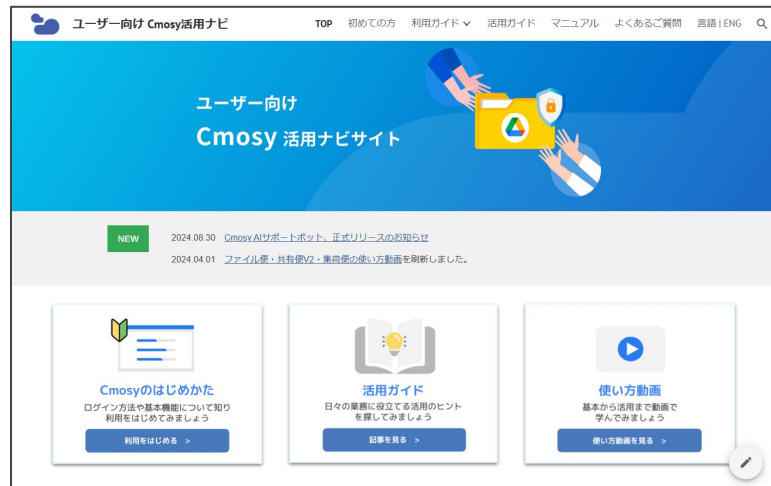 ユーザー向け Cmosy活用ナビ
TOP 初めての方 利用ガイド 活用ガイド マニュアル よくあるご質問 言語 | ENG
ユーザー向け
Cmosy 活用ナビサイト
NEW
2024.08.30 Cmosy AIサポートボット、正式リリースのお知らせ
2024.04.01 ファイル便・共有便V2・集荷便の使い方動画を刷新しました。
Cmosyのはじめかた
ログイン方法や基本機能について知り
利用をはじめてみましょう
利用をはじめる >
活用ガイド
日々の業務に役立てる活用のヒント
を探してみましょう
記事を見る >
使い方動画
基本から活用まで動画で
学んでみましょう
使い方動画を見る >